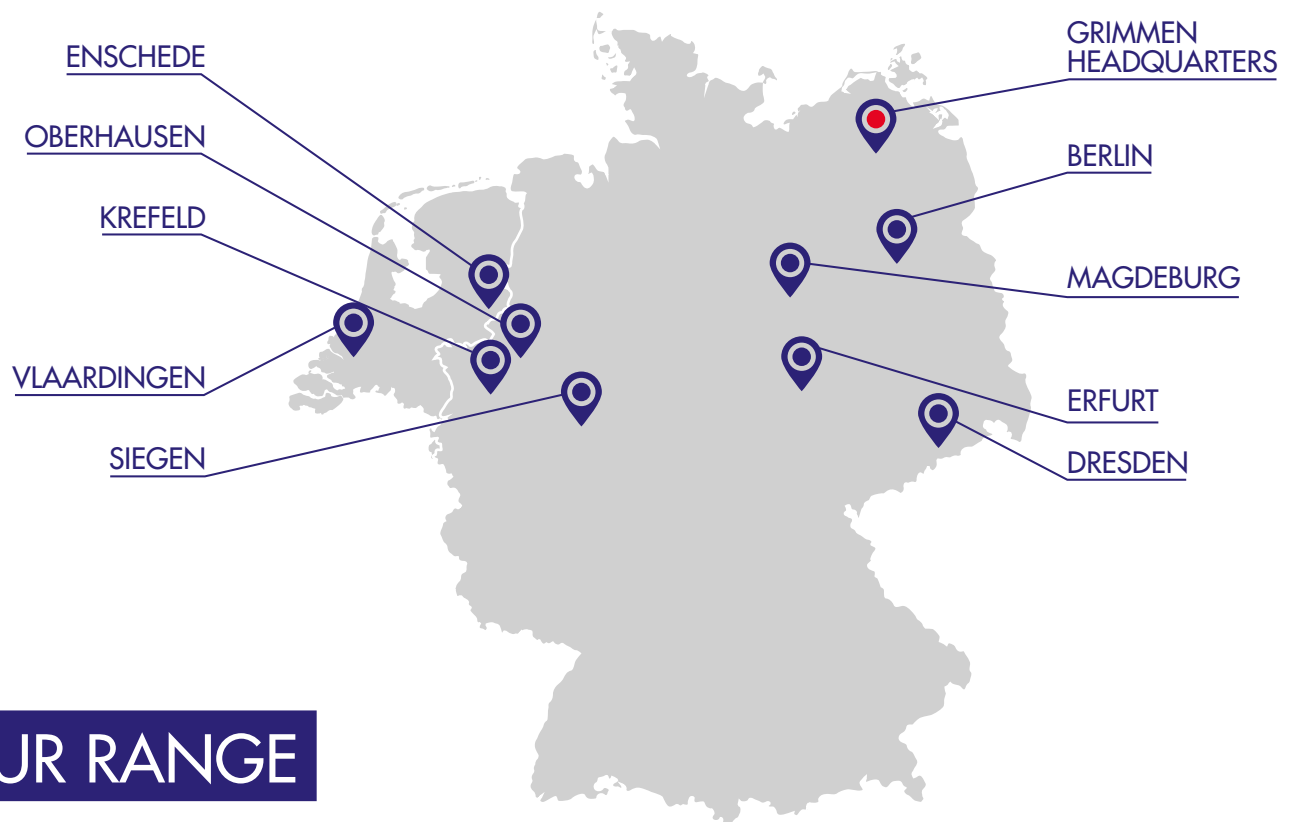 ENSCHEDE
OBERHAUSEN
KREFELD
VLAARDINGEN
SIEGEN
GRIMMEN
HEADQUARTERS
BERLIN
MAGDEBURG
ERFURT
DRESDEN
UR RANGE